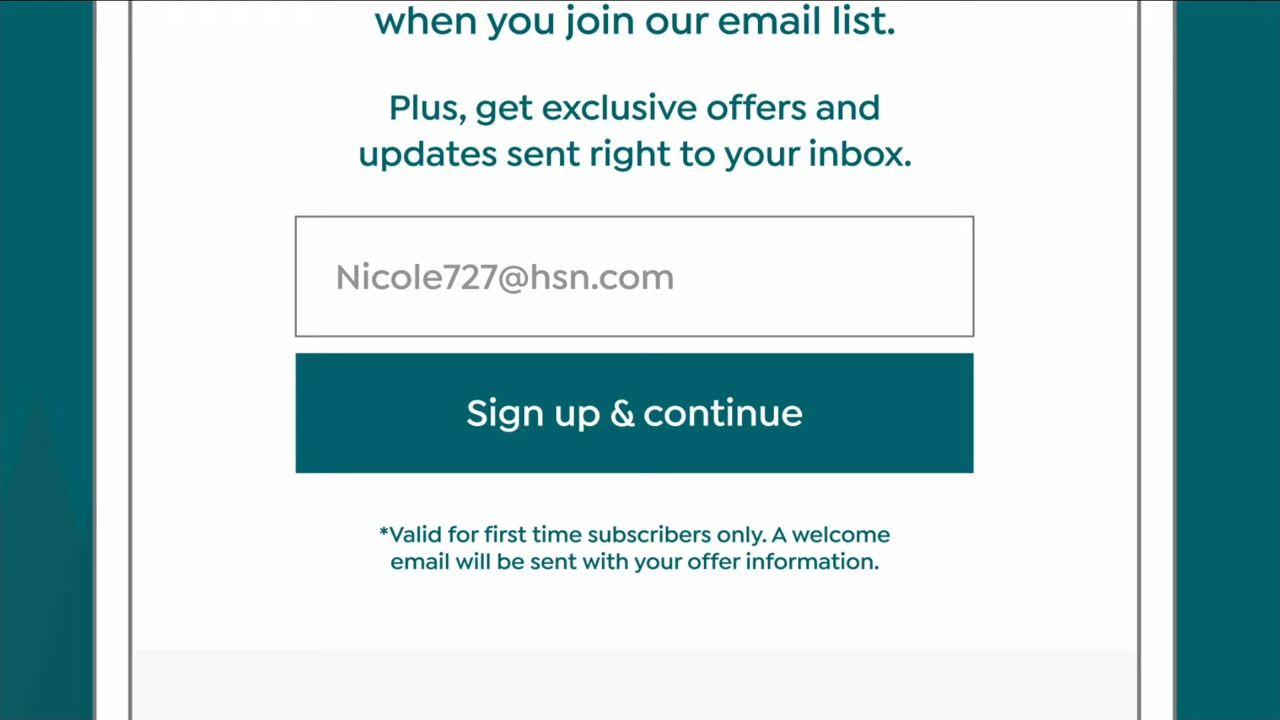 when you join our email list.
Plus, get exclusive offers and
updates sent right to your inbox.
Nicole727@hsn.com
Sign up & continue
*Valid for first time subscribers only. A welcome
email will be sent with your offer information.